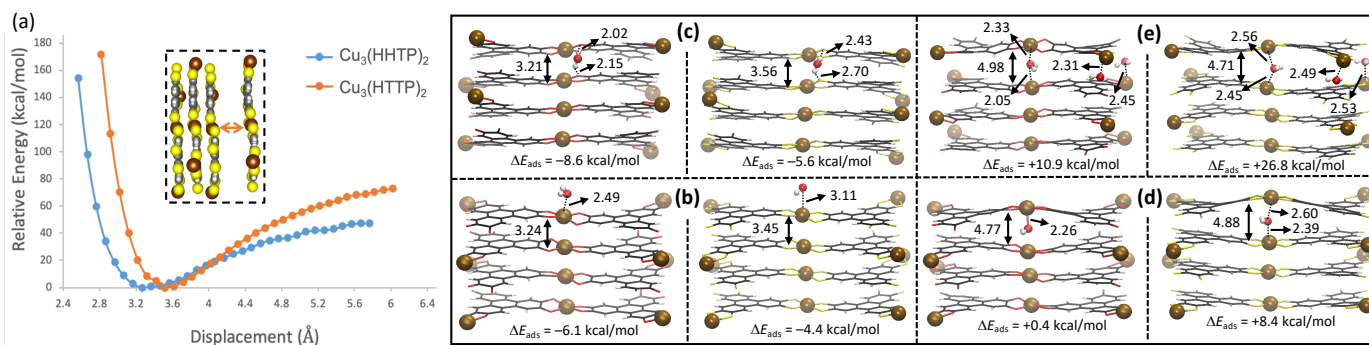 (a)
Relative Energy (kcal/mol)
180
160
140
120
100
80
60
40
20
0
2.4 2.8 3.2 3.6 4 4.4 4.8 5.2 5.6 6 6.4
Displacement (Å)
Cu₃(HHTP)₂
Cu₃(HTTP)₂
(c)
2.02
3.21
2.15
ΔEads = –8.6 kcal/mol
2.43
3.56
2.70
ΔEads = –5.6 kcal/mol
(e)
2.33
4.98
2.31
2.05
2.45
ΔEads = +10.9 kcal/mol
2.56
4.71
2.49
2.45
2.53
ΔEads = +26.8 kcal/mol
(b)
2.49
3.24
ΔEads = –6.1 kcal/mol
3.11
3.45
ΔEads = –4.4 kcal/mol
(d)
4.77
2.26
ΔEads = +0.4 kcal/mol
2.60
4.88
2.39
ΔEads = +8.4 kcal/mol